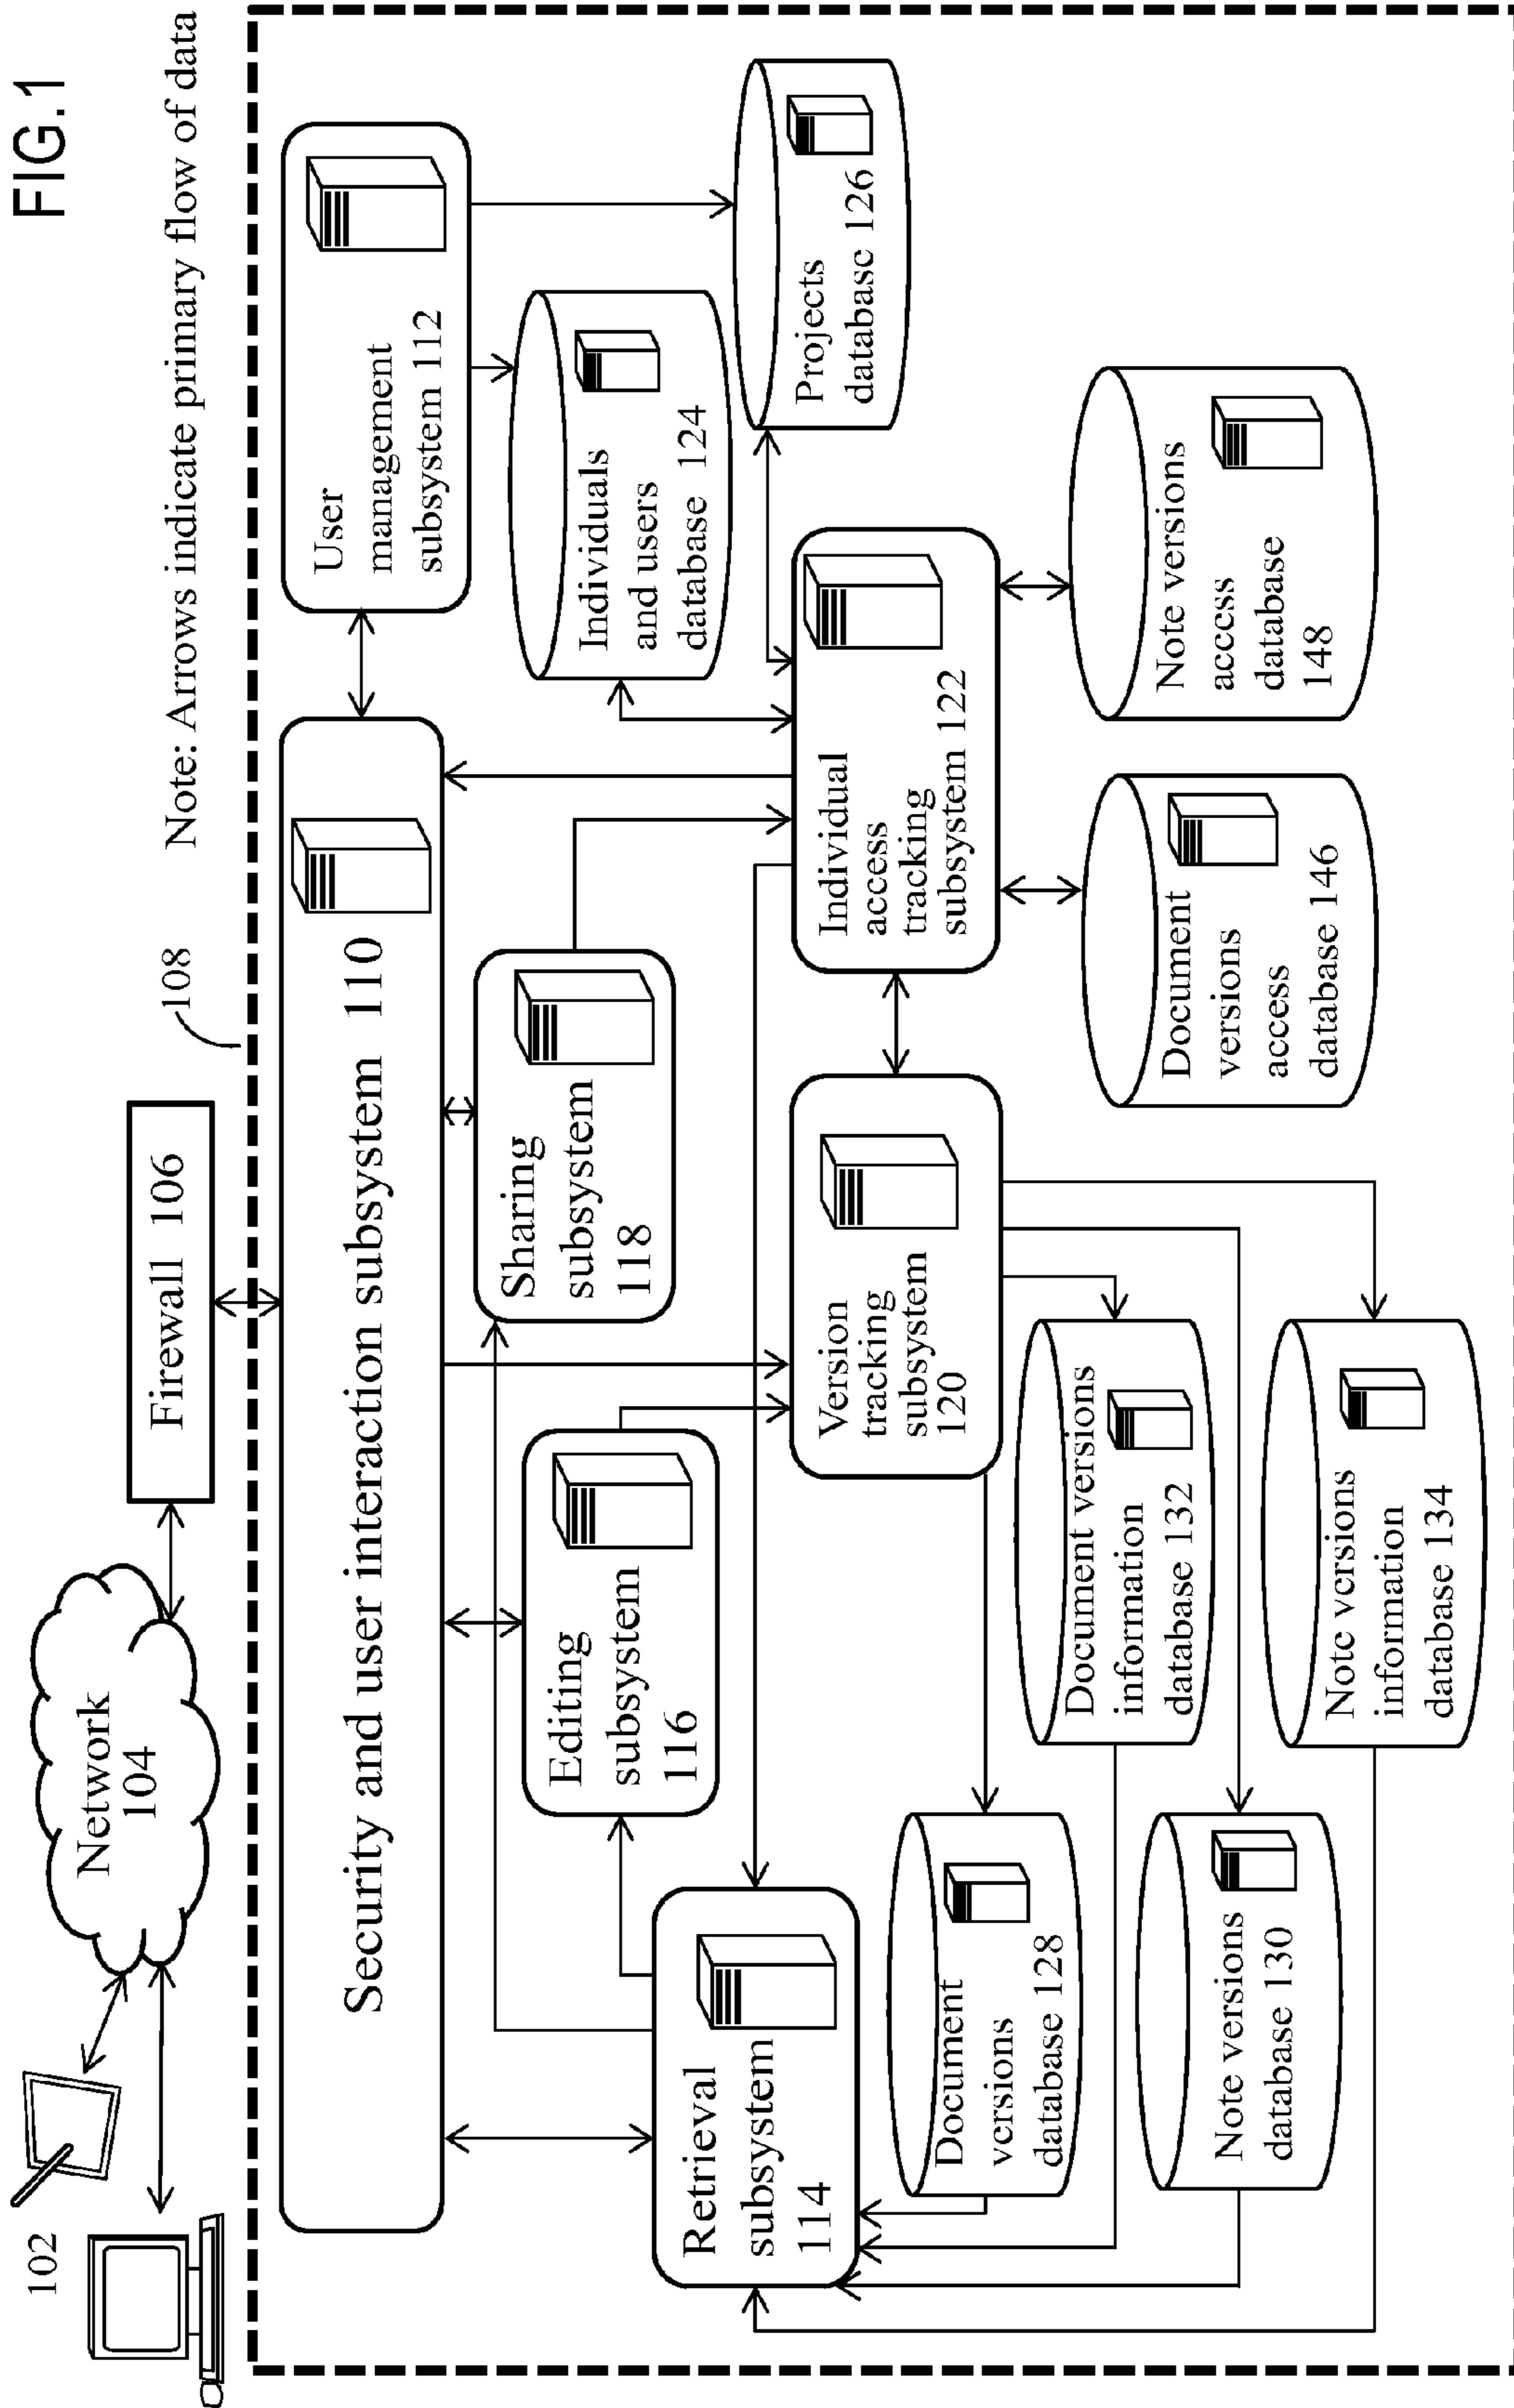 FIG.1
Note: Arrows indicate primary flow of data
102
Network
104
Firewall 106
108
Security and user interaction subsystem 110
User
management
subsystem 112
Retrieval
subsystem
114
Editing
subsystem
116
Sharing
subsystem
118
Individuals
and users
database 124
Projects
database 126
Version
tracking
subsystem
120
Individual
access
tracking
subsystem 122
Document
versions
database 128
Document versions
information
database 132
Note versions
database 130
Note versions
information
database 134
Document
versions
access
database 146
Note versions
access
database
148